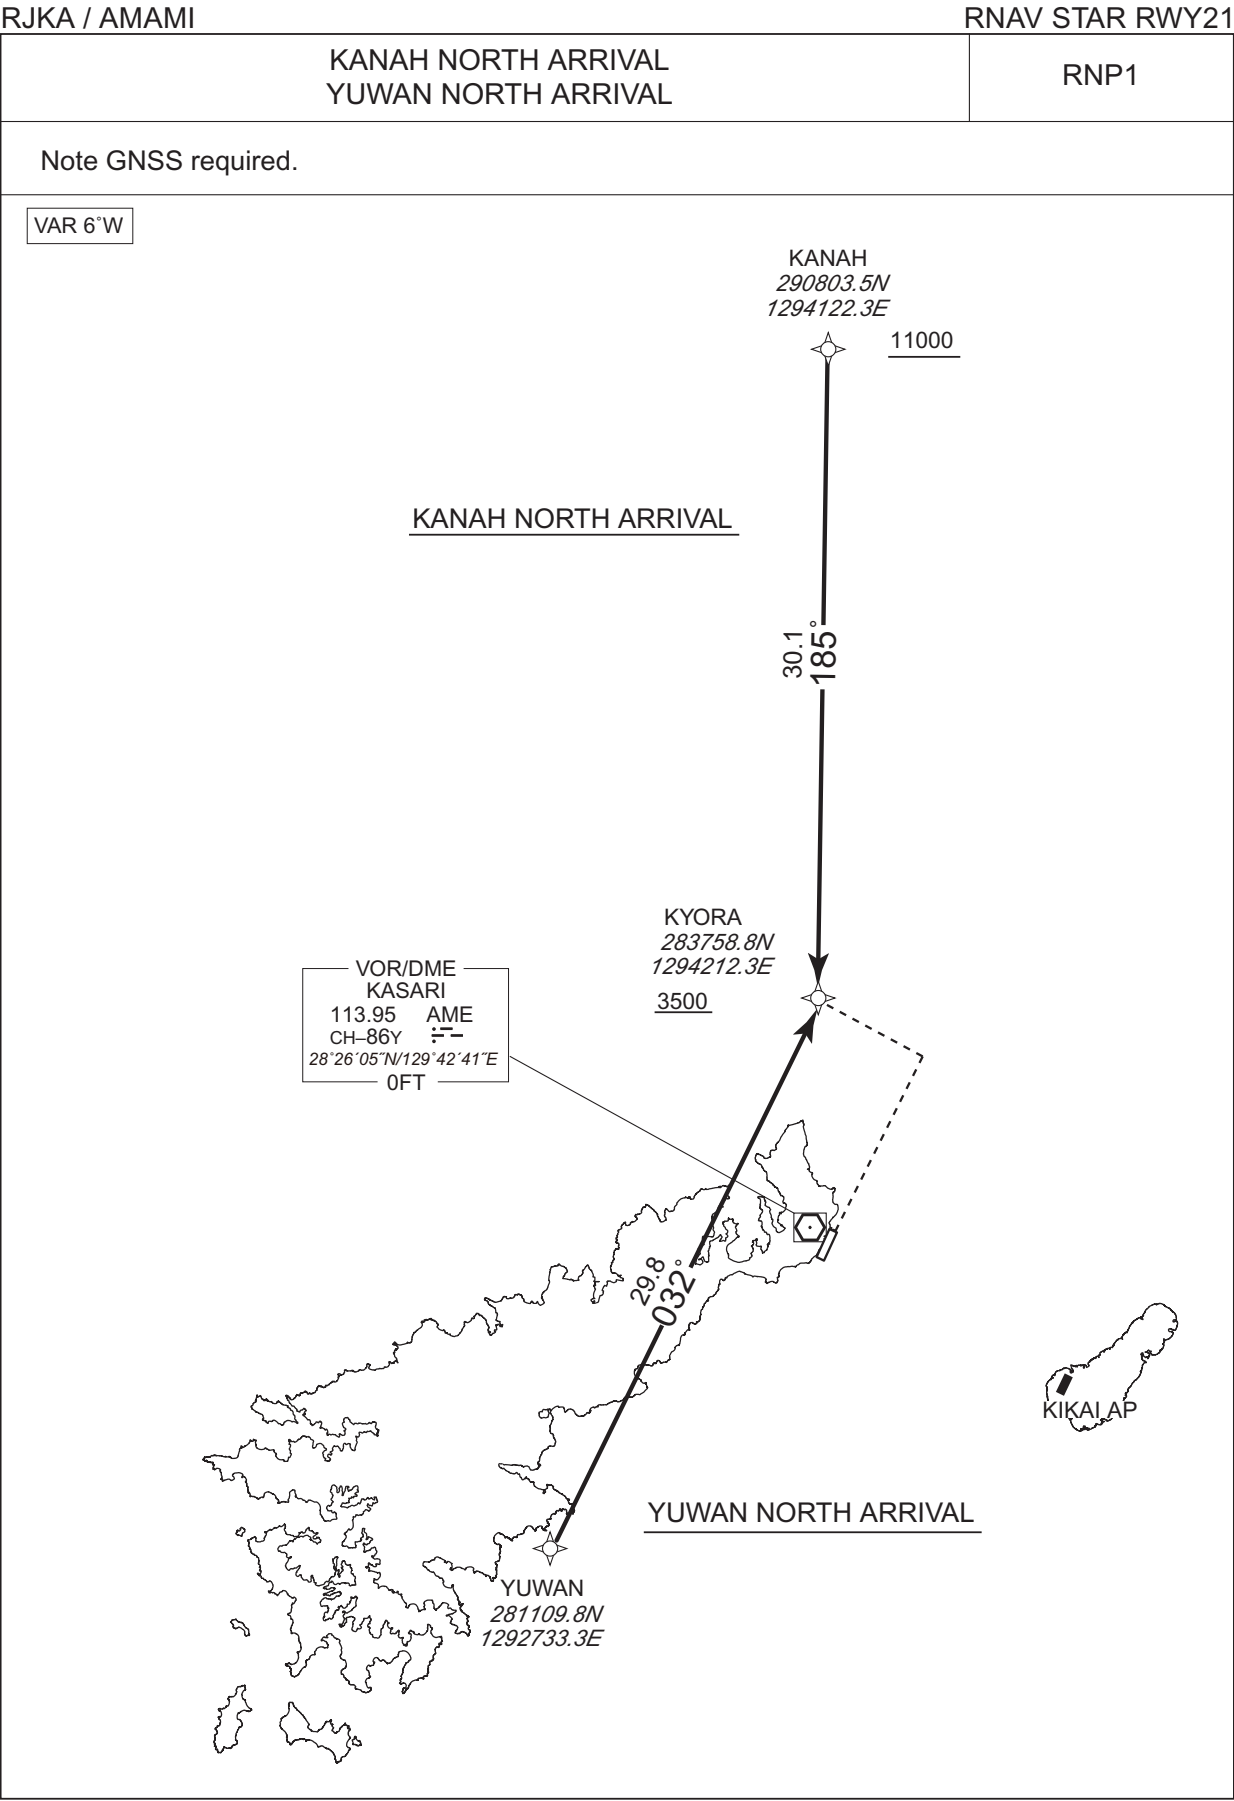 RJKA / AMAMI
RNAV STAR RWY21
KANAH NORTH ARRIVAL
YUWAN NORTH ARRIVAL
RNP1
Note GNSS required.
VAR 6˚W
KANAH
290803.5N
1294122.3E
11000
KANAH NORTH ARRIVAL
30.1
185˚
KYORA
283758.8N
1294212.3E
3500
VOR/DME
KASARI
113.95 AME
CH–86Y
28˚26´05˝N/129˚42´41˝E
0FT
29.8
032˚
KIKAI AP
YUWAN NORTH ARRIVAL
YUWAN
281109.8N
1292733.3E